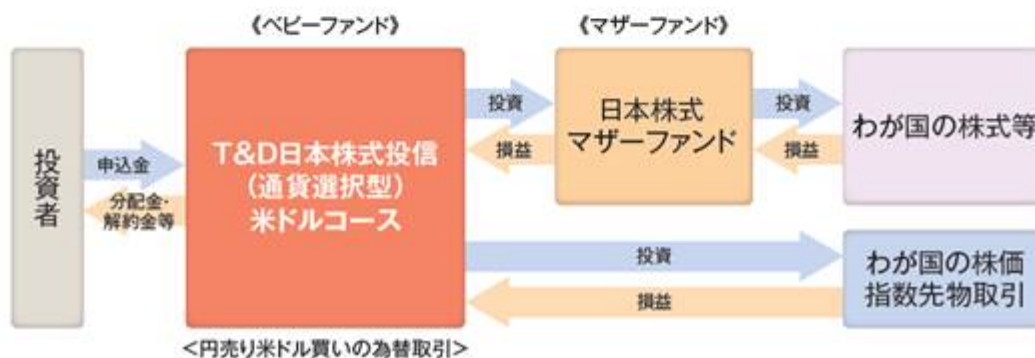 《ベビーファンド》
《マザーファンド》
投資者
申込金
分配金・
解約金等
T&D日本株式投信
(通貨選択型)
米ドルコース
投資
損益
日本株式
マザーファンド
投資
損益
わが国の株式等
投資
損益
わが国の株価
指数先物取引
<円売り米ドル買いの為替取引>